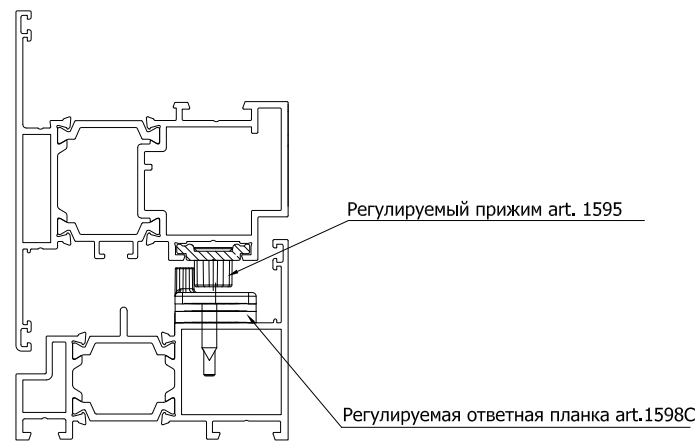 Регулируемый прижим art. 1595
Регулируемая ответная планка art.1598C